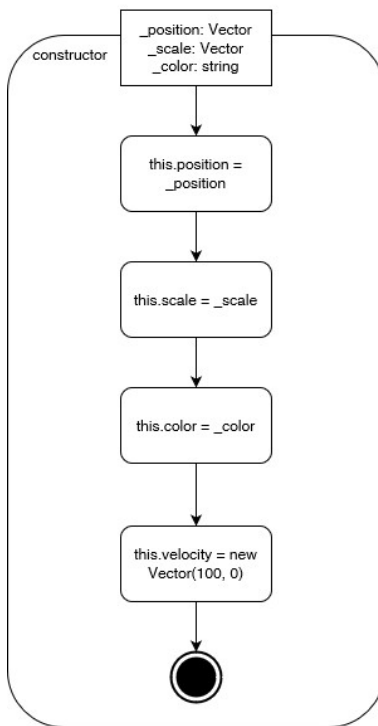 _position: Vector
_scale: Vector
_color: string
constructor
this.position =
_position
this.scale = _scale
this.color = _color
this.velocity = new
Vector(100, 0)